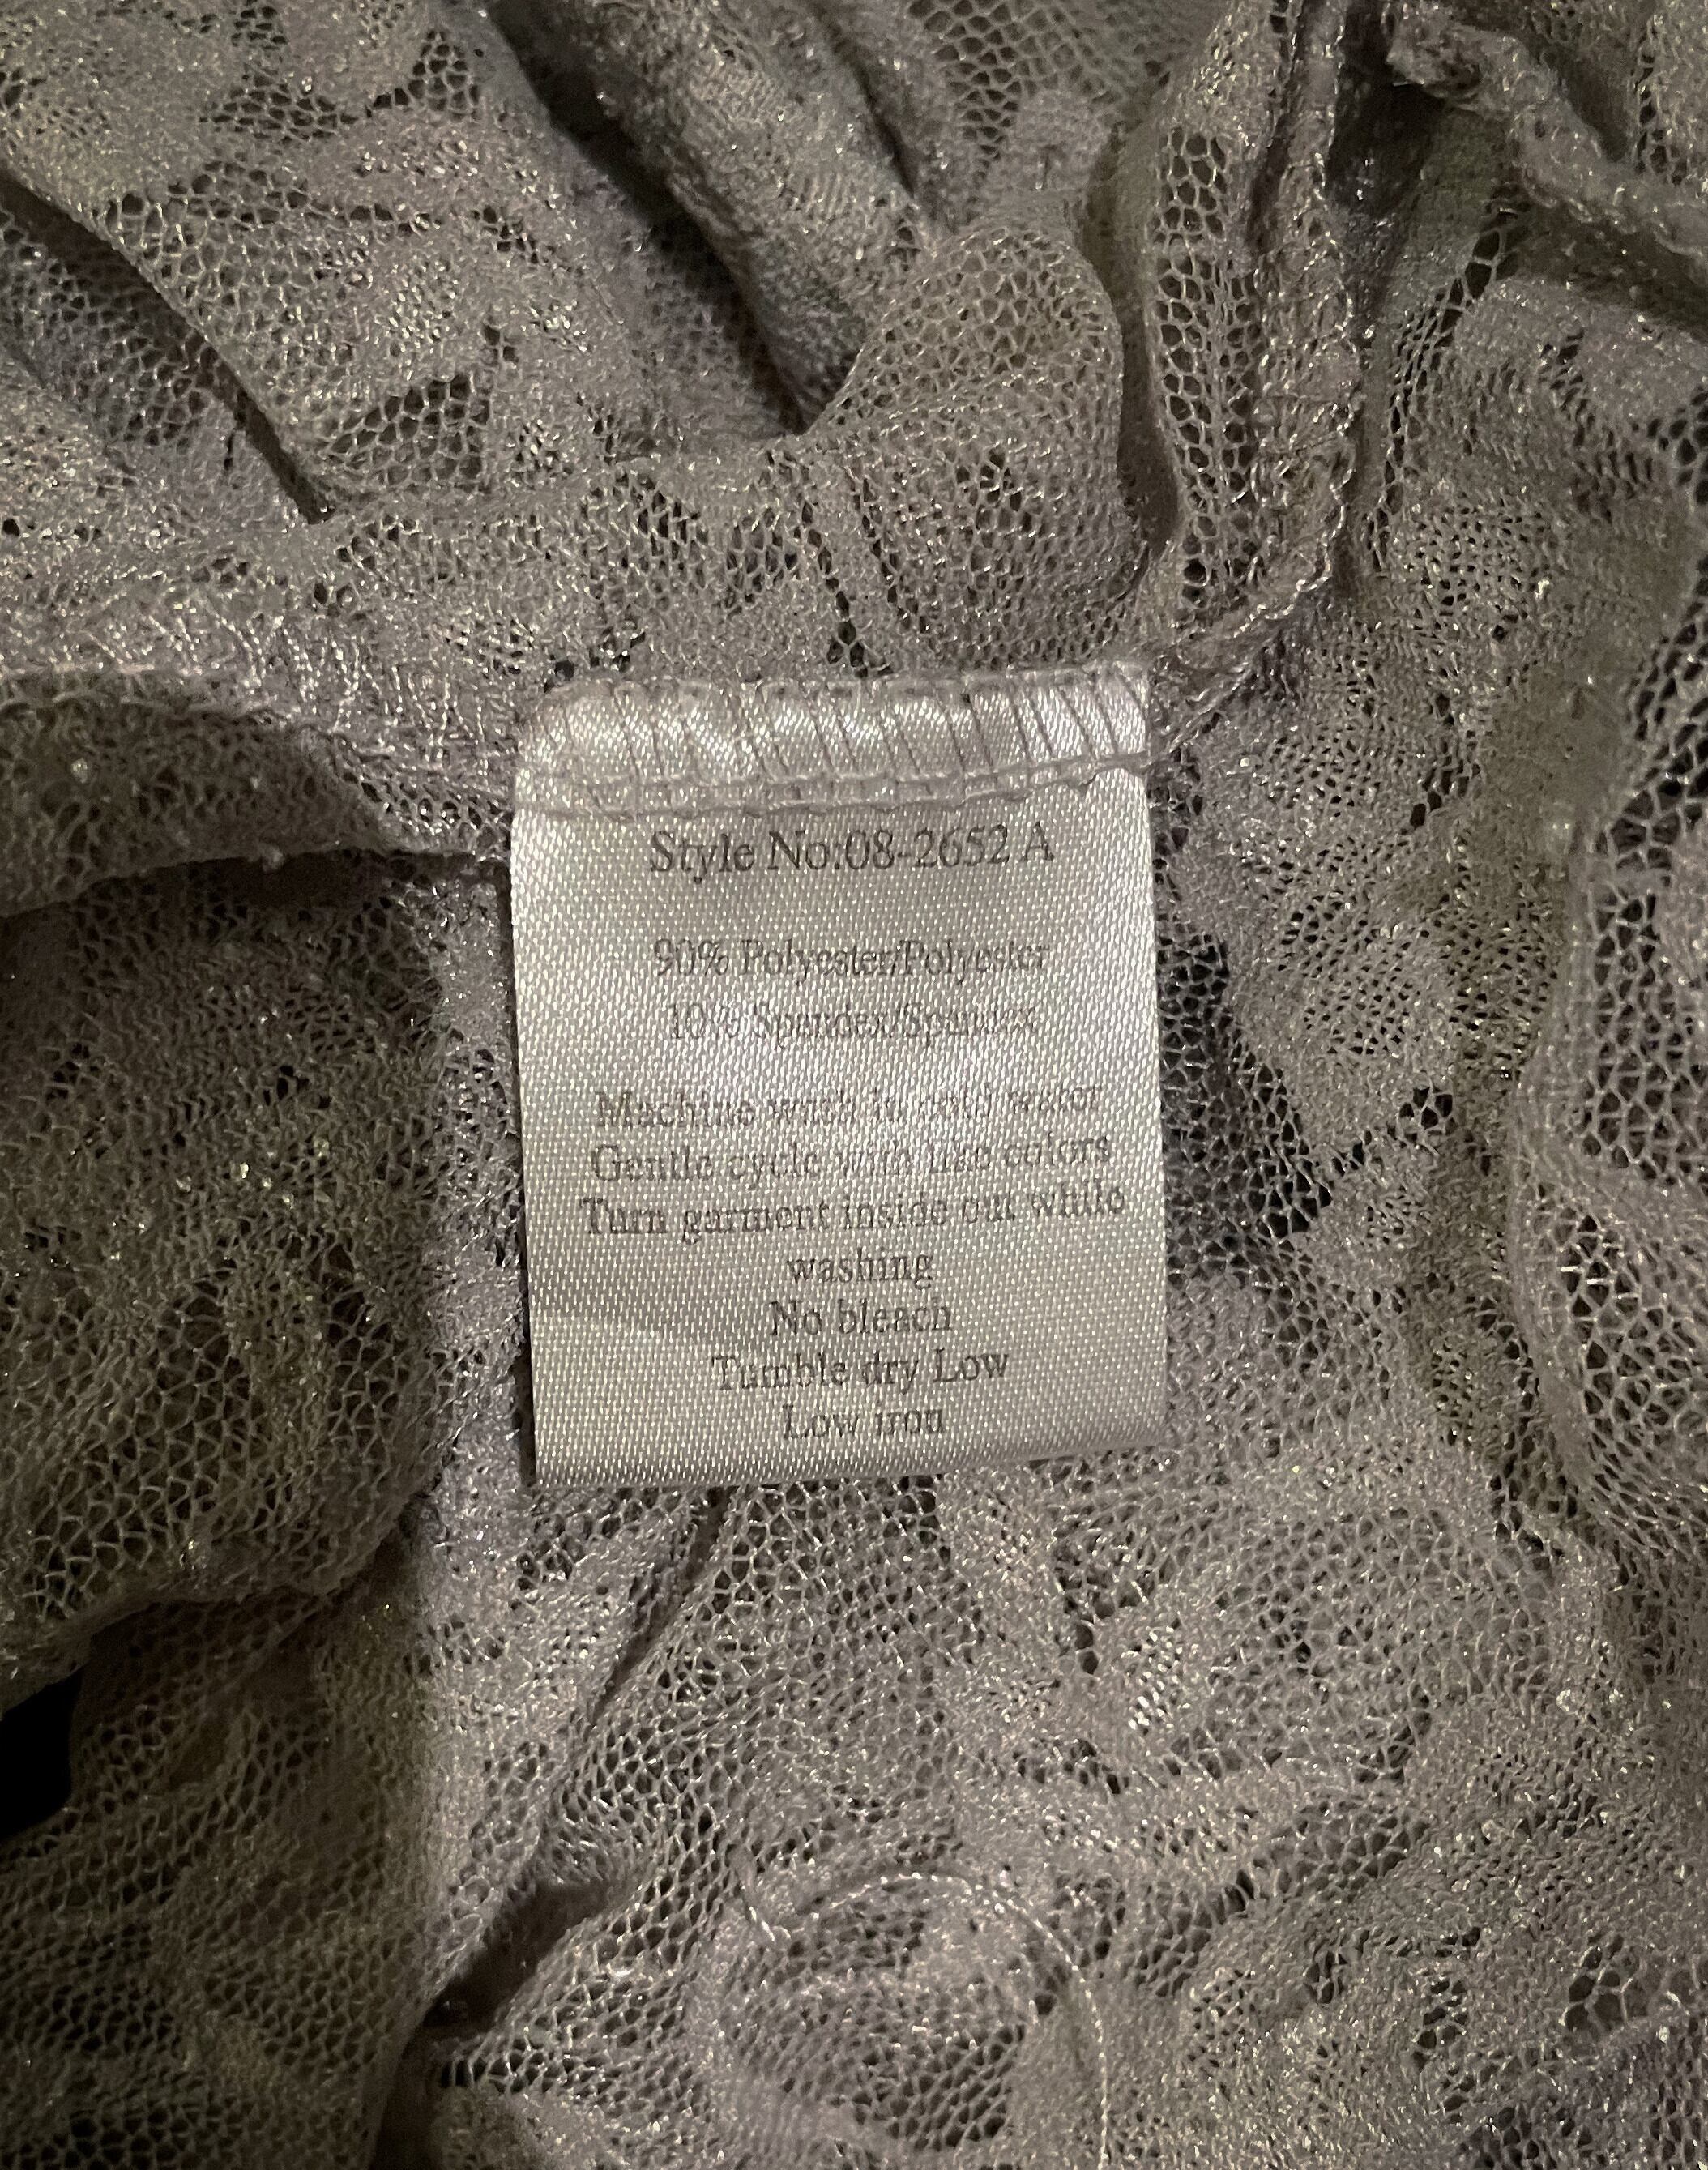 Style No:08-2652 A
90% Polyester/Polyester
10% Spandex/Spandex
Machine wash in cold water
Gentle cycle with like colors
Turn garment inside out while
washing
No bleach
Tumble dry Low
Low iron